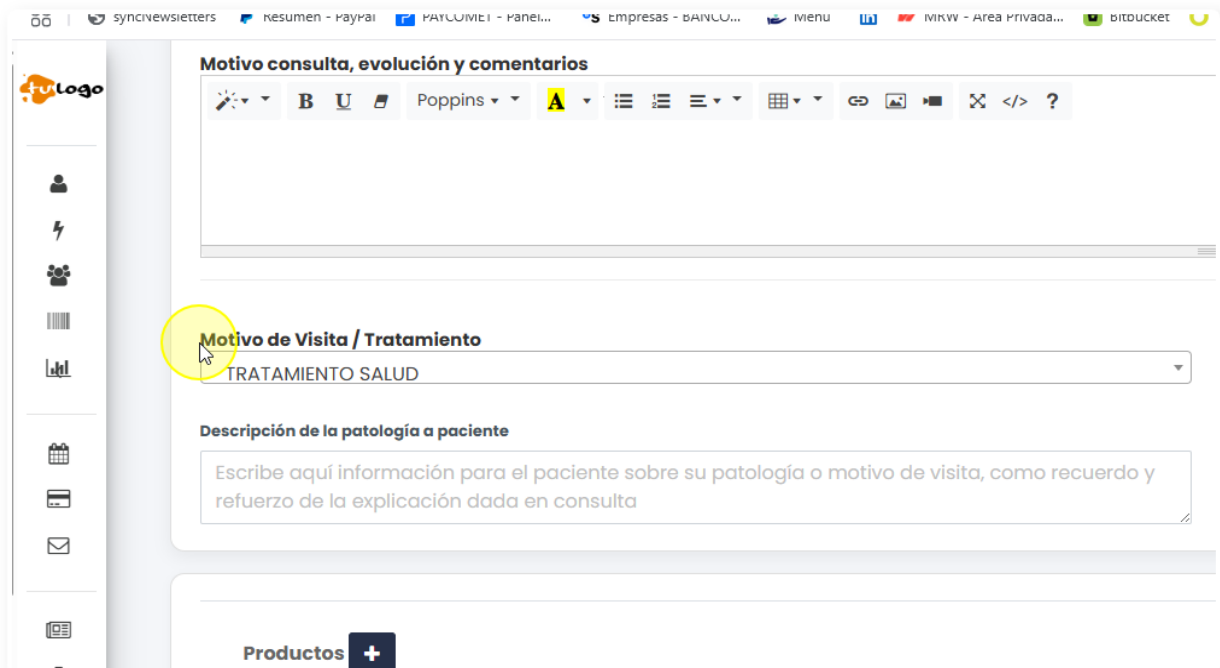 syncNewsletters Resumen - PayPal PAYCOMET - Panel... Empresas - BANCO... Menu in MRW - Área Privada... Bitbucket
tulogo
Motivo consulta, evolución y comentarios
B U Poppins A </> ?
Motivo de Visita / Tratamiento
TRATAMIENTO SALUD
Descripción de la patología a paciente
Escribe aquí información para el paciente sobre su patología o motivo de visita, como recuerdo y
refuerzo de la explicación dada en consulta
Productos +